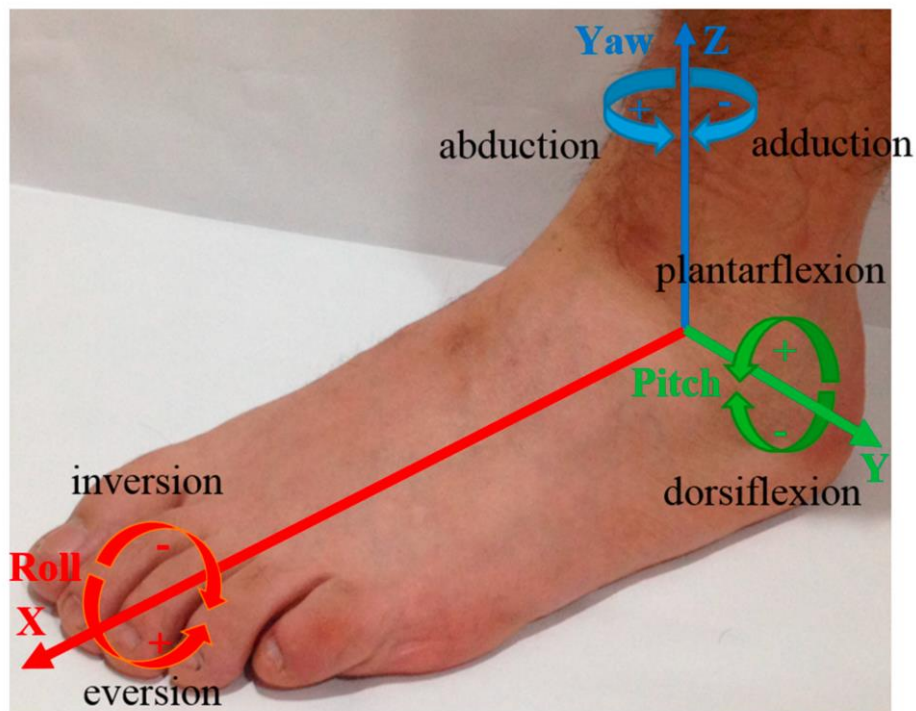 Yaw Z
+ -
abduction adduction
plantarflexion
+
Pitch
-
Y
dorsiflexion
inversion
-
Roll
X
+
eversion